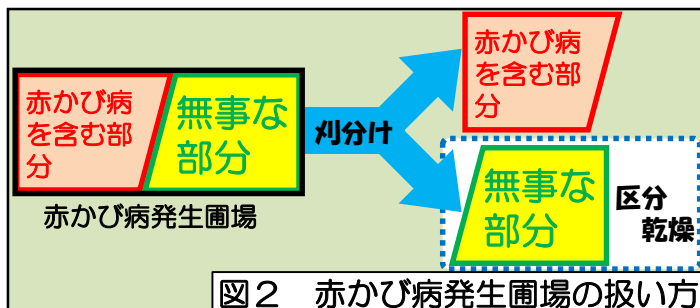 赤かび病
を含む部
分
無事な
部分
赤かび病発生圃場
刈分け
赤かび病
を含む部
分
無事な
部分
区分
乾燥
図２　赤かび病発生圃場の扱い方